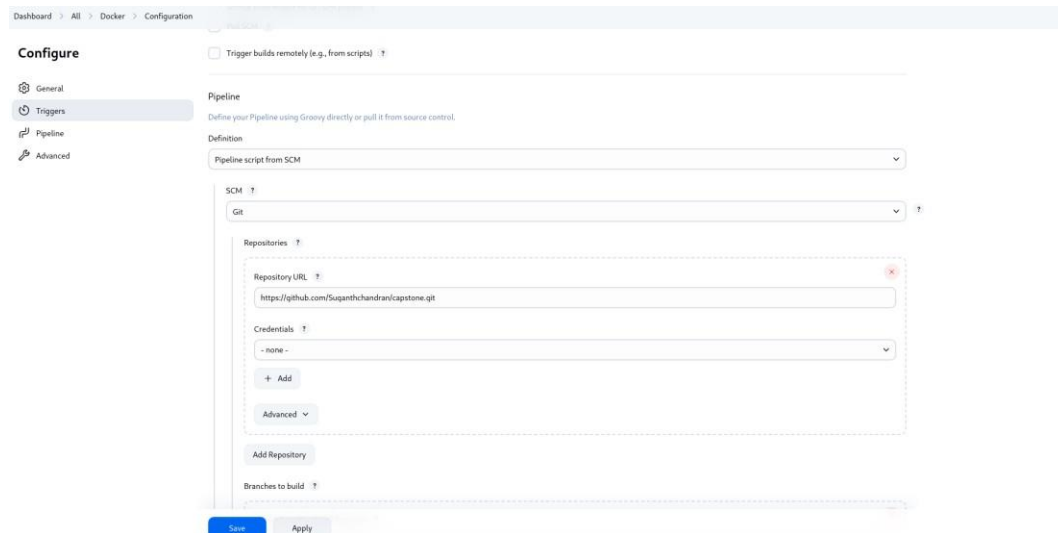 Dashboard > All > Docker > Configuration
Configure
General
Triggers
Pipeline
Advanced
Trigger builds remotely (e.g., from scripts) ?
Pipeline
Define your Pipeline using Groovy directly or pull it from source control.
Definition
Pipeline script from SCM
SCM ?
Git
?
Repositories ?
Repository URL ?
https://github.com/Suganthchandran/capstone.git
Credentials ?
- none -
+ Add
Advanced
Add Repository
Branches to build ?
Save Apply